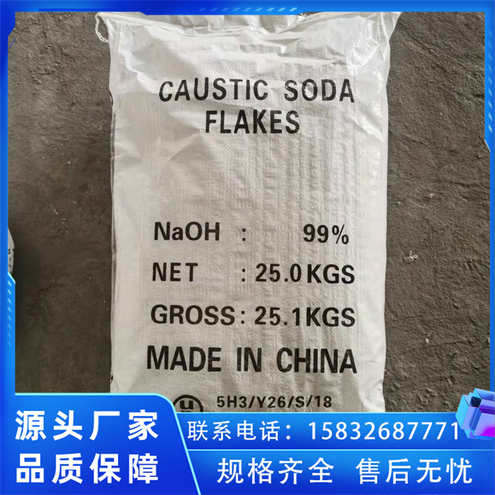 CAUSTIC SODA
FLAKES
NaOH : 99%
NET : 25.0KGS
GROSS: 25.1KGS
MADE IN CHINA
5H3/Y26/S/18
源头厂家
品质保障
联系电话：15832687771
规格齐全 售后无忧